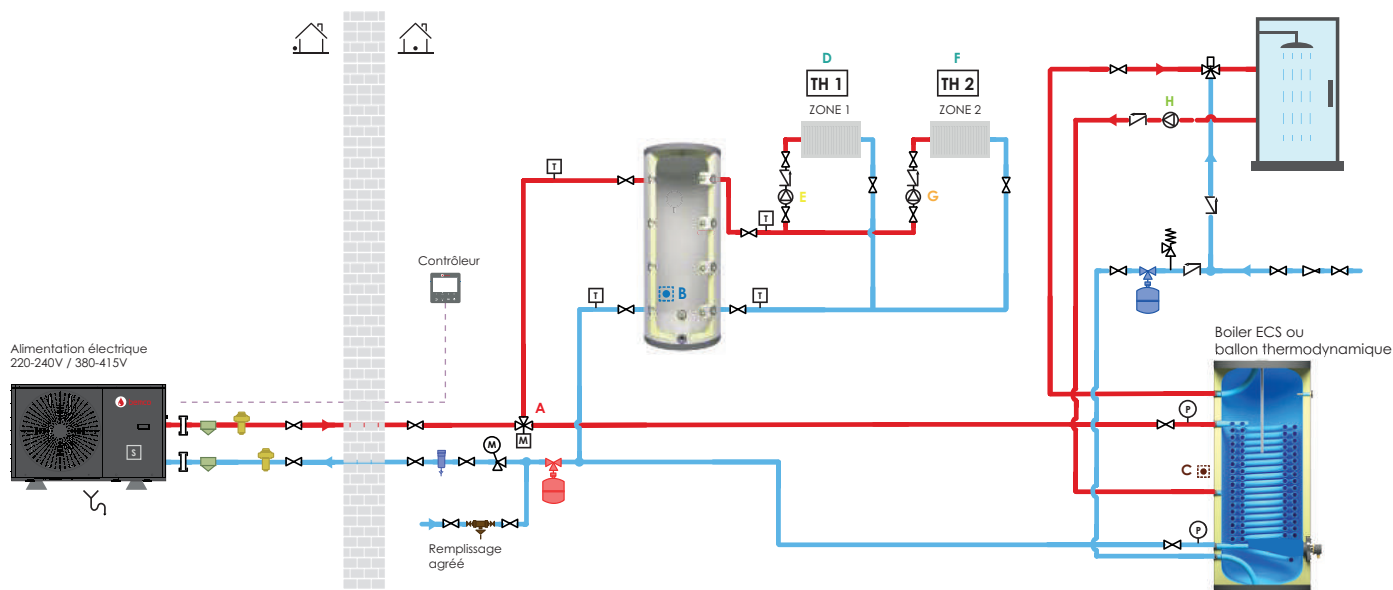 D
F
TH 1
TH 2
ZONE 1
ZONE 2
H
E
G
T
T
T
T
T
B
Contrôleur
Alimentation électrique
220-240V / 380-415V
Boiler ECS ou
ballon thermodynamique
A
M
M
P
P
S
C
Remplissage
agréé